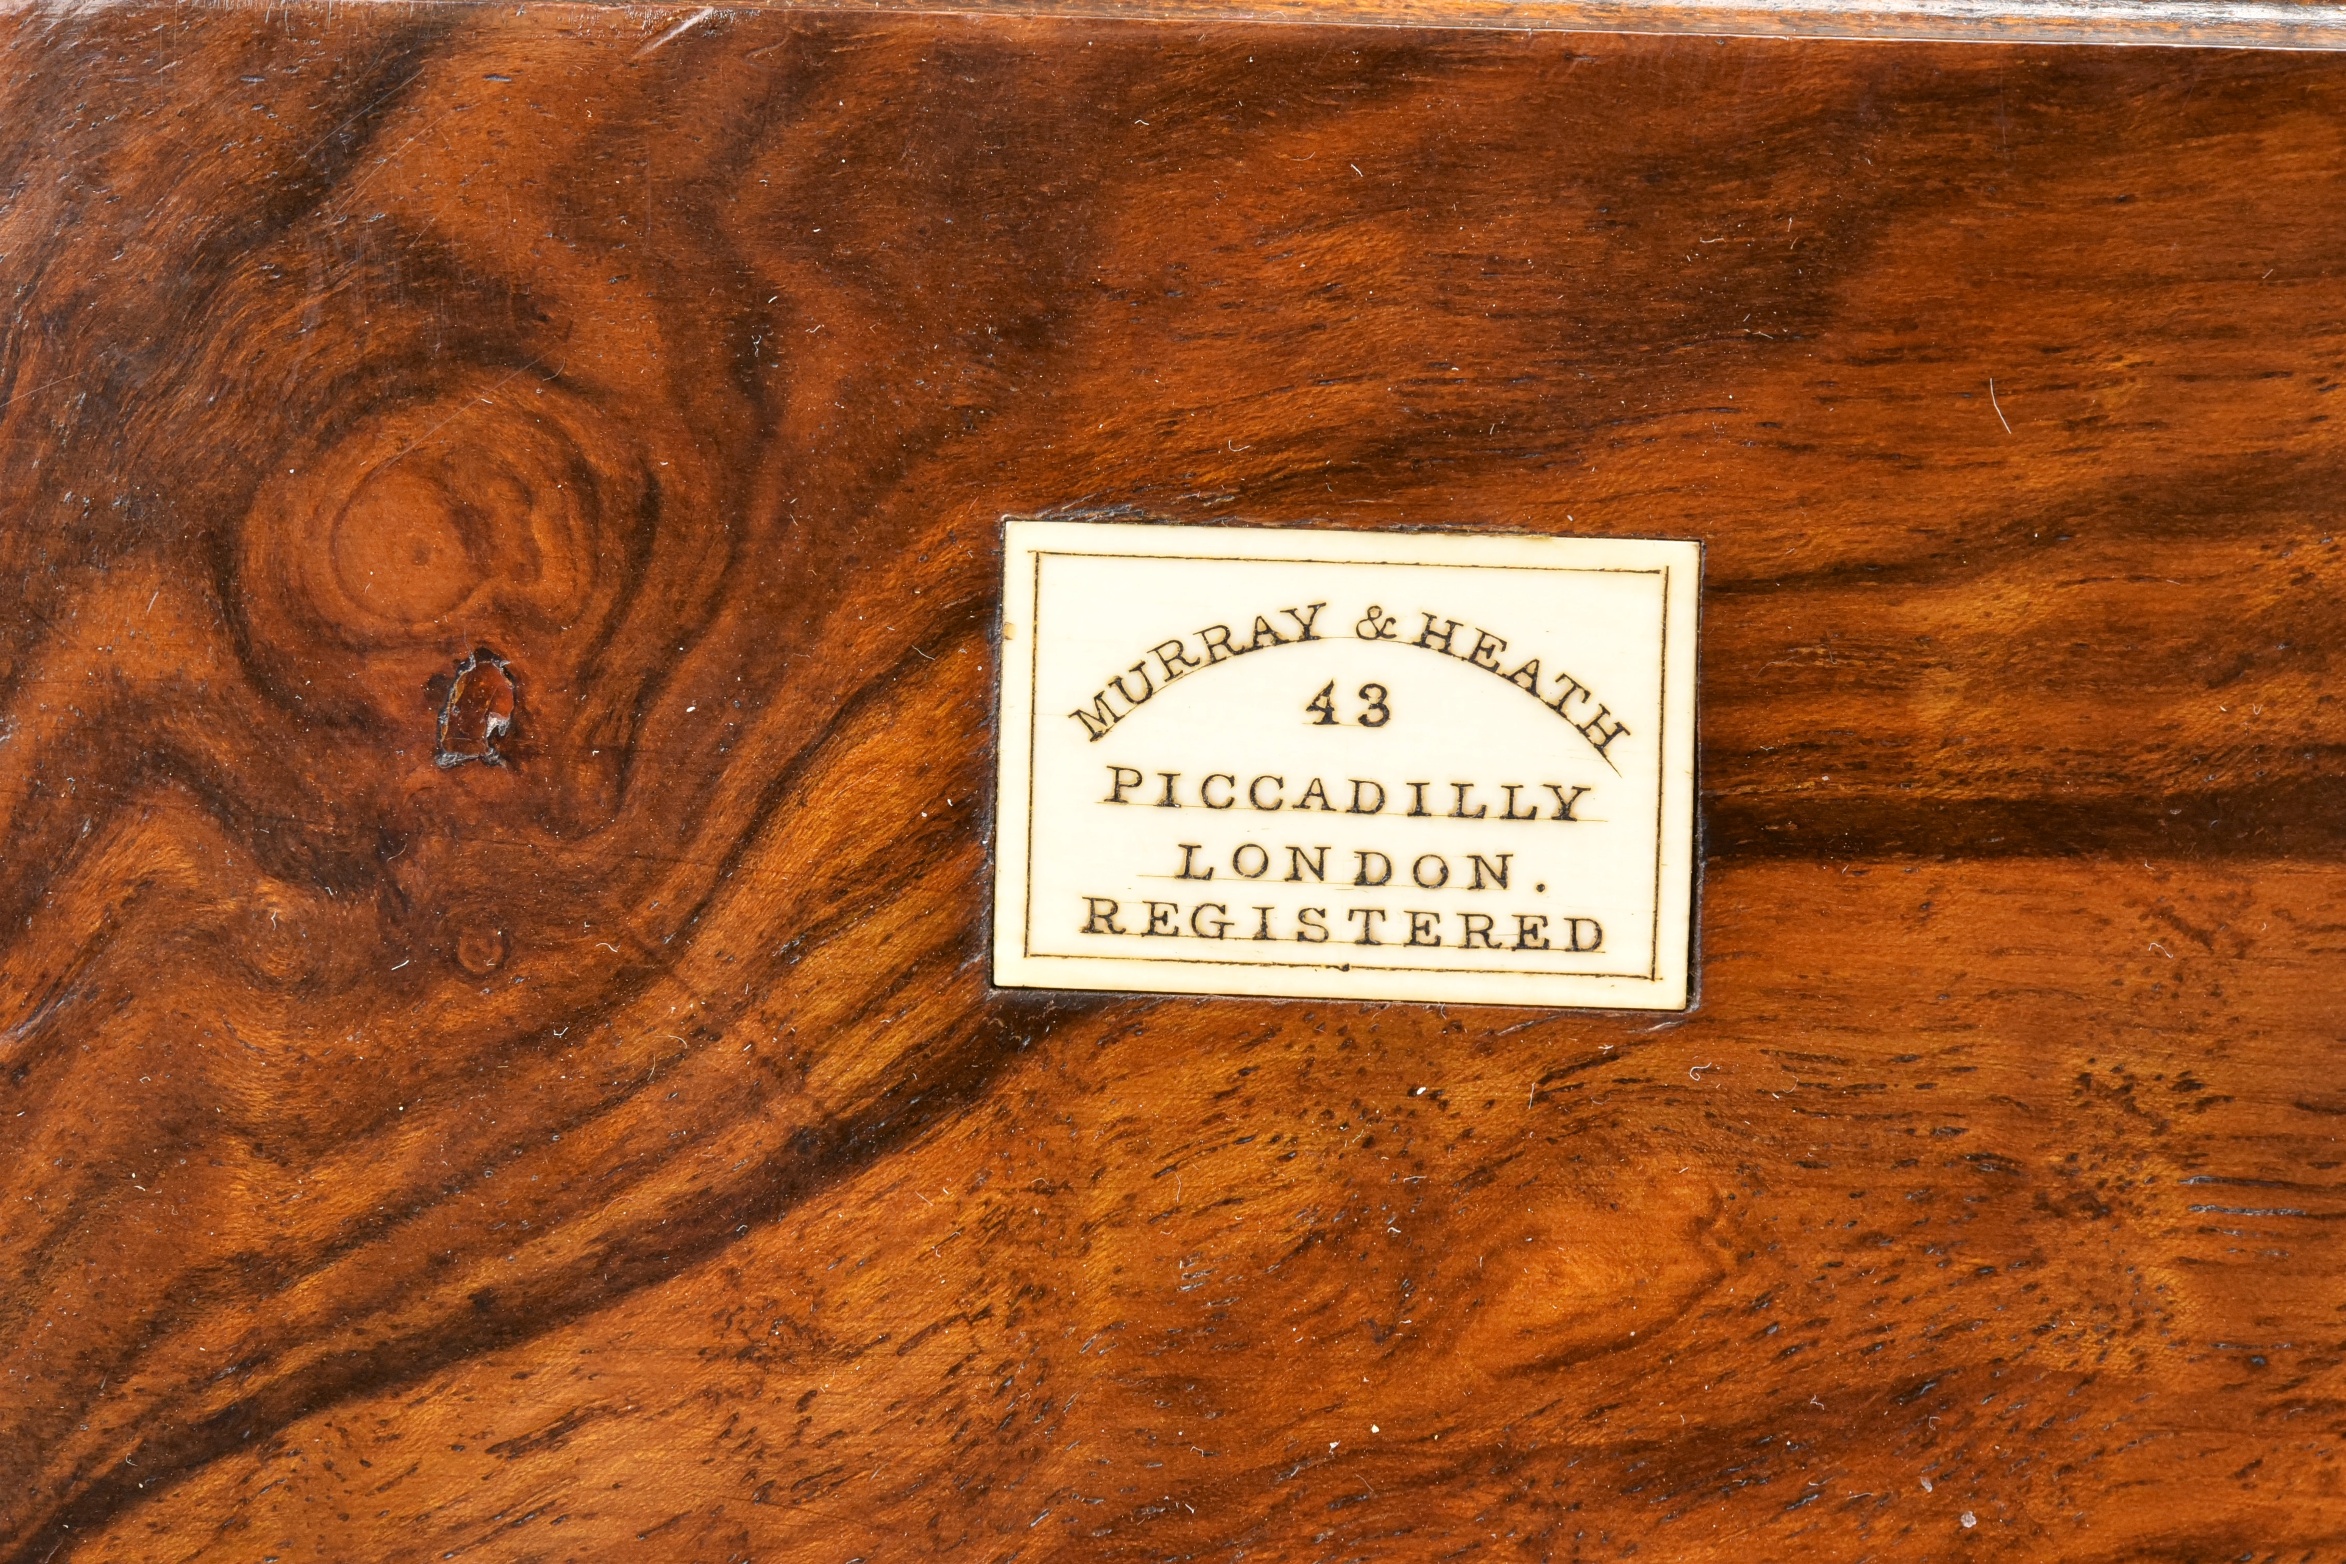 MURRAY & HEATH
43
PICCADILLY
LONDON.
REGISTERED